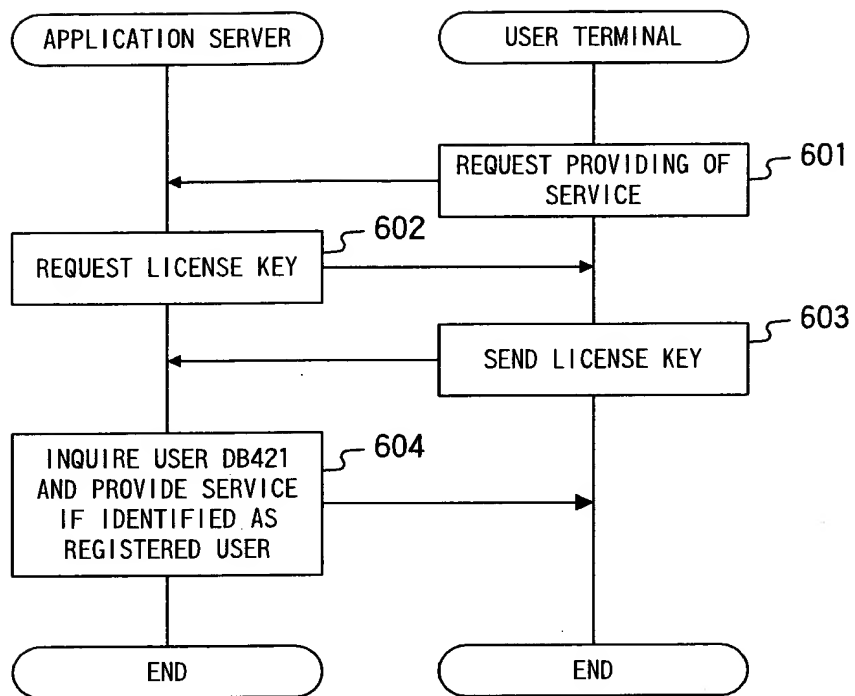 APPLICATION SERVER
USER TERMINAL
REQUEST PROVIDING OF
SERVICE
601
REQUEST LICENSE KEY
602
SEND LICENSE KEY
603
INQUIRE USER DB421
AND PROVIDE SERVICE
IF IDENTIFIED AS
REGISTERED USER
604
END
END